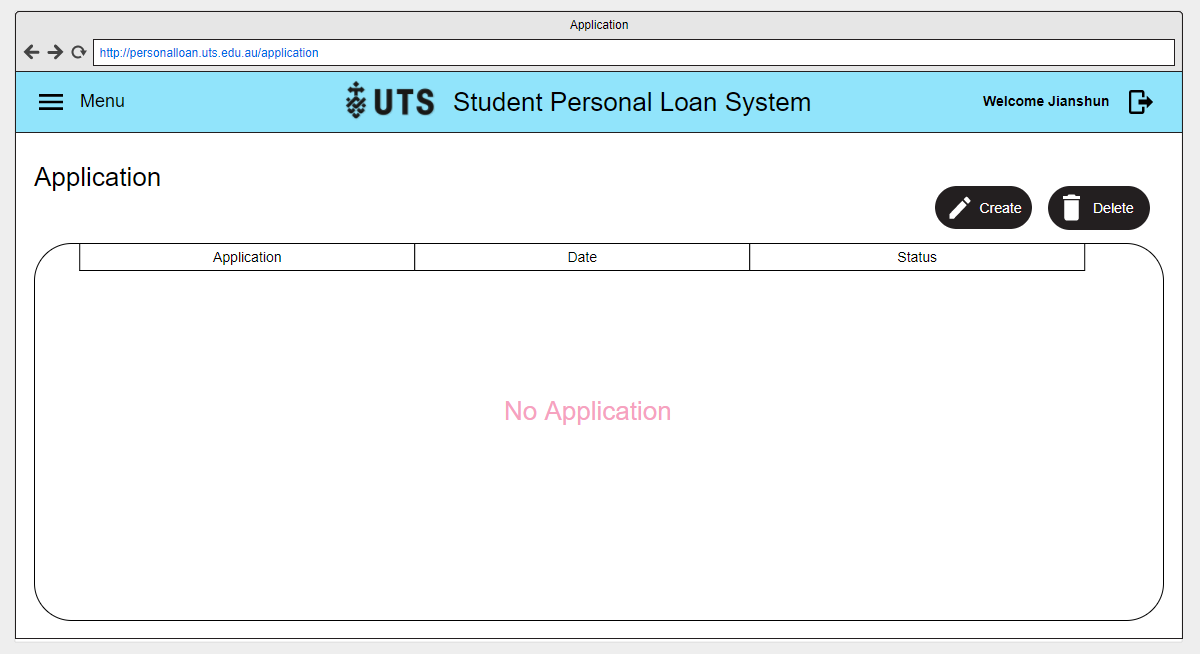 Application
http://personalloan.uts.edu.au/application
Menu
UTS
Student Personal Loan System
Welcome Jianshun
Application
Create
Delete
Application
Date
Status
No Application